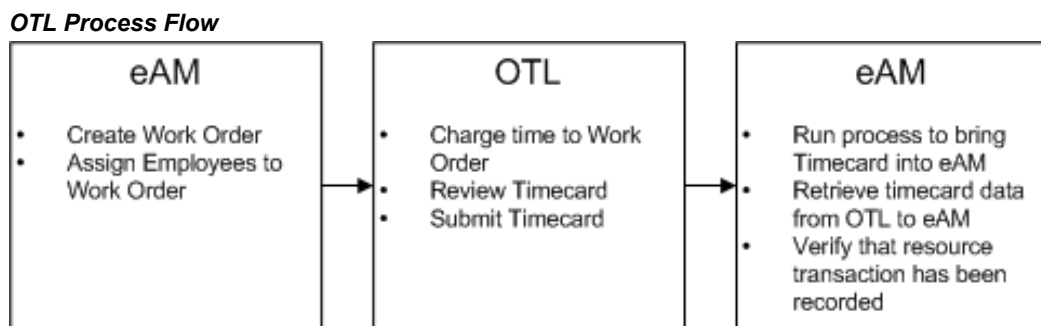 OTL Process Flow
eAM
• Create Work Order
• Assign Employees to
Work Order
OTL
• Charge time to Work
Order
• Review Timecard
• Submit Timecard
eAM
• Run process to bring
Timecard into eAM
• Retrieve timecard data
from OTL to eAM
• Verify that resource
transaction has been
recorded